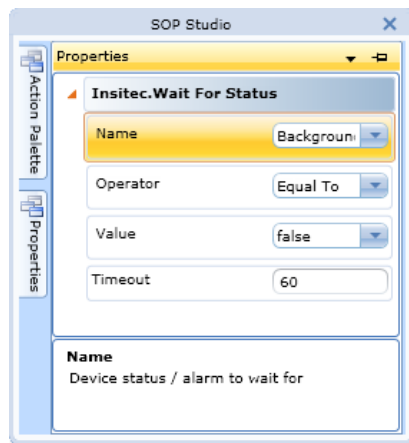 SOP Studio
Properties
Action Palette
Properties
Insitec.Wait For Status
Name
Operator
Equal To
Value
false
Timeout
60
Name
Device status / alarm to wait for